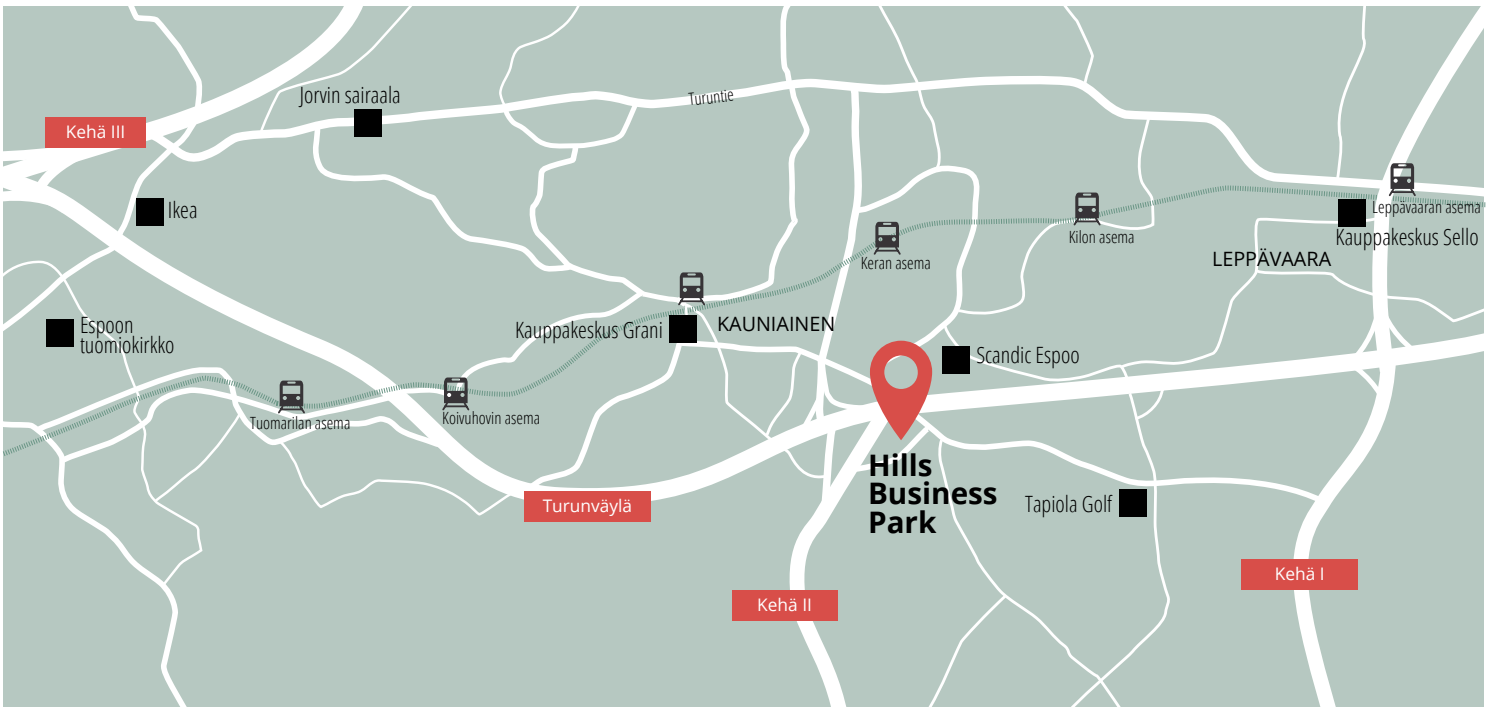 Jorvin sairaala
Turuntie
Kehä III
Ikea
Leppävaaran asema
Kauppakeskus Sello
Kilon asema
LEPPÄVAARA
Keran asema
Kauppakeskus Grani
KAUNIAINEN
Espoon
tuomiokirkko
Scandic Espoo
Tuomarilan asema
Koivuhovin asema
Hills
Business
Park
Turunväylä
Tapiola Golf
Kehä I
Kehä II